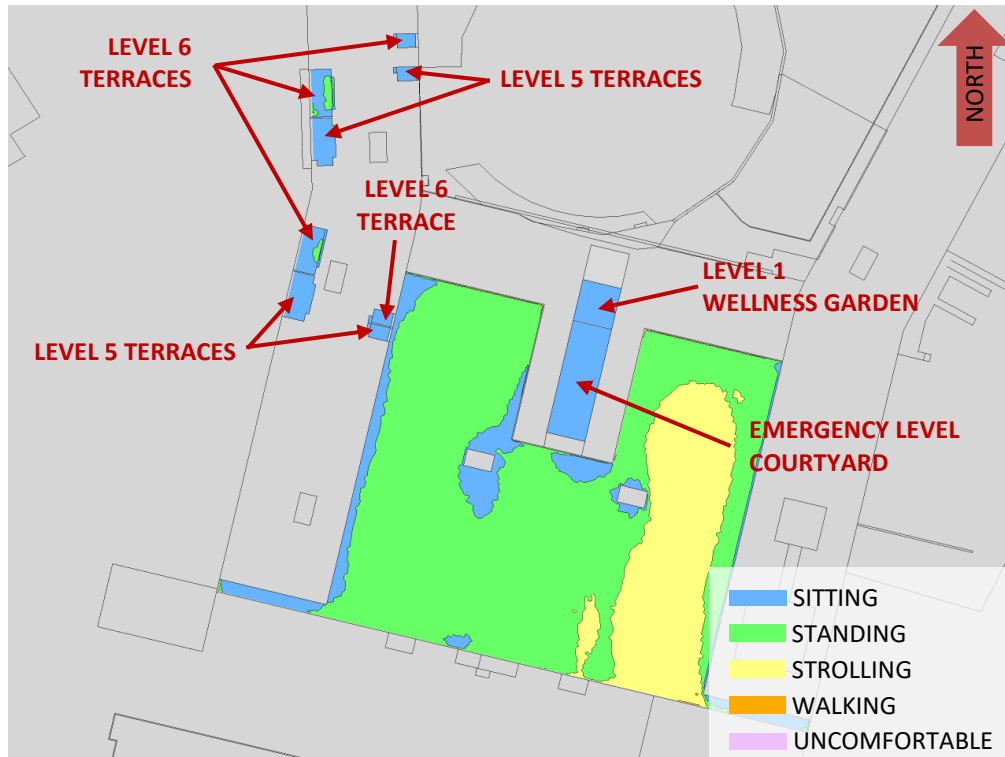 LEVEL 6
TERRACES
LEVEL 5 TERRACES
NORTH
LEVEL 6
TERRACE
LEVEL 1
WELLNESS GARDEN
LEVEL 5 TERRACES
EMERGENCY LEVEL
COURTYARD
SITTING
STANDING
STROLLING
WALKING
UNCOMFORTABLE